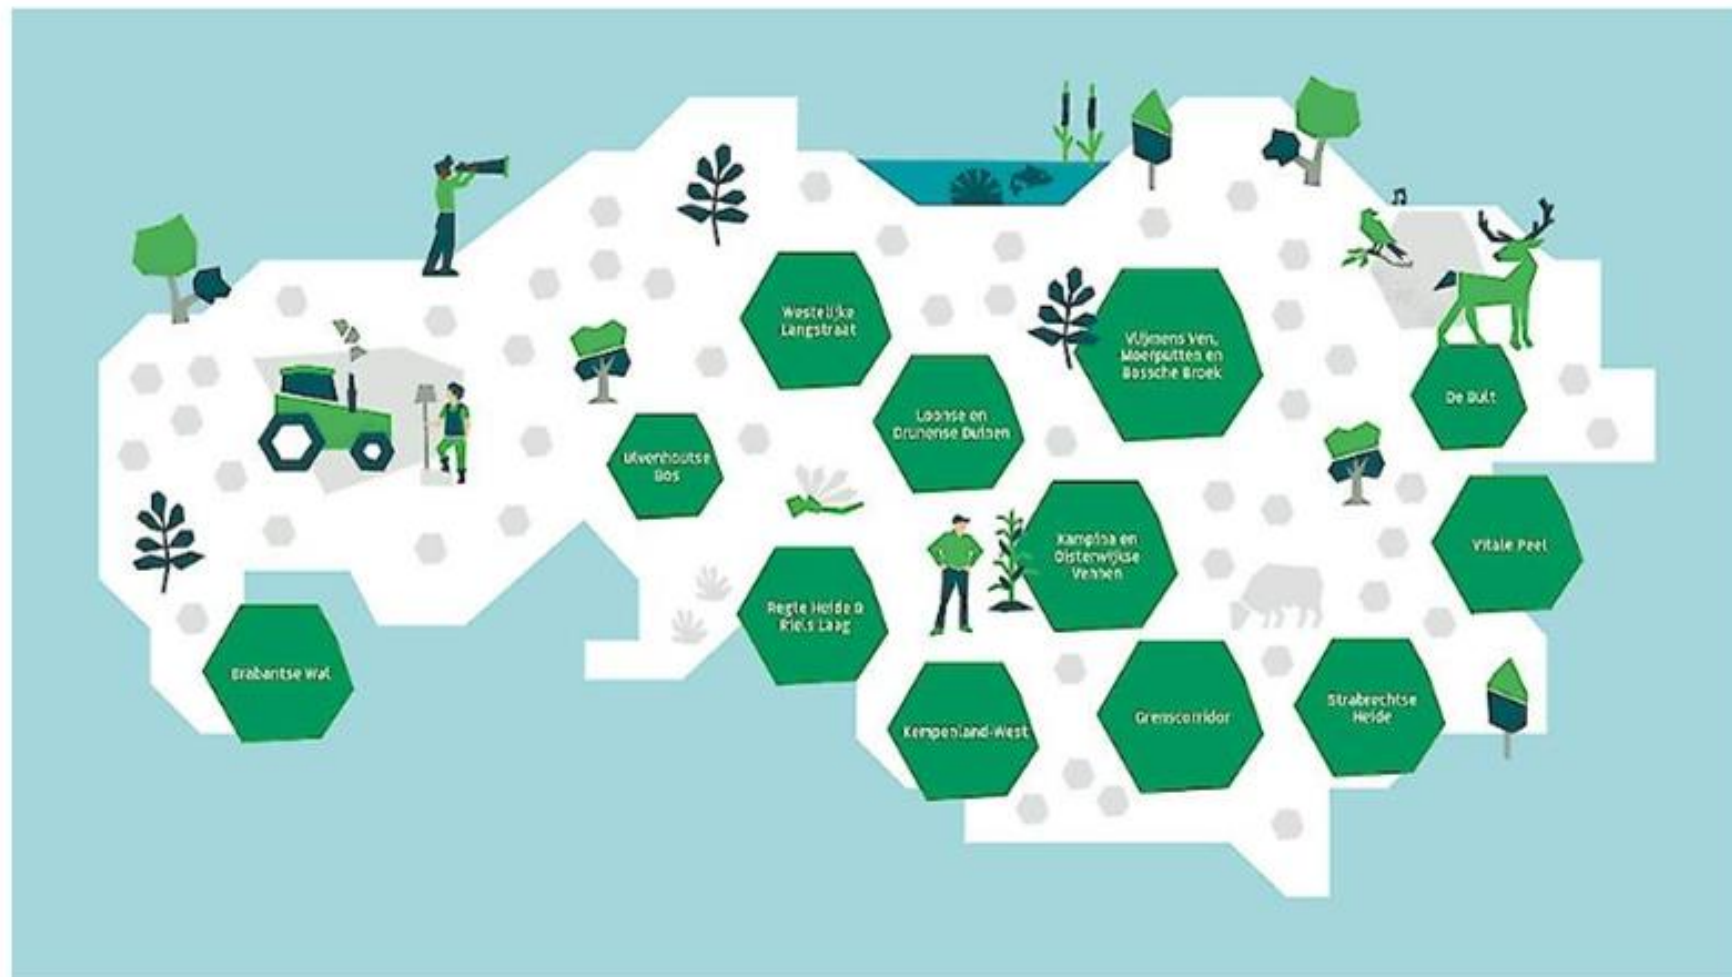 Westelijke
Langstraat
Vlijmens Ven,
Moerputten en
Bossche Broek
De Bult
Loonse en
Drunense Duinen
Ulvenhoutse
Bos
Kampina en
Oisterwijkse
Vennen
Vitale Peel
Regte Heide &
Riels Laag
Brabantse Wal
Kempenland-West
Grenscorridor
Strabrechtse
Heide